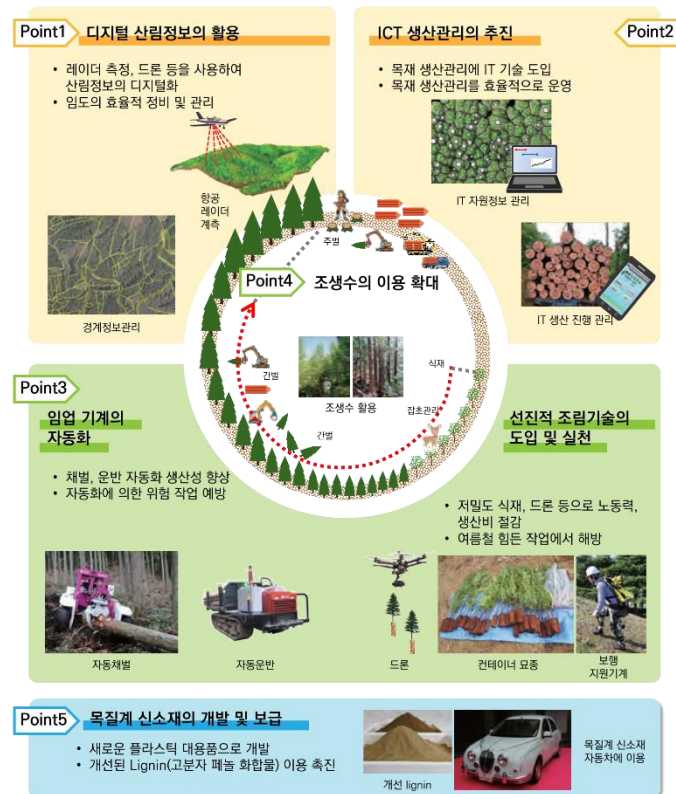 Point1
디지털 산림정보의 활용
• 레이더 측정, 드론 등을 사용하여
산림정보의 디지털화
• 임도의 효율적 정비 및 관리
항공
레이더
계측
경계정보관리
ICT 생산관리의 추진
Point2
• 목재 생산관리에 IT 기술 도입
• 목재 생산관리를 효율적으로 운영
IT 자원정보 관리
IT 생산 진행 관리
주벌
Point4
조생수의 이용 확대
간벌
간벌
조생수 활용
식재
잡초관리
Point3
임업 기계의
자동화
• 채벌, 운반 자동화 생산성 향상
• 자동화에 의한 위험 작업 예방
자동채벌
자동운반
선진적 조림기술의
도입 및 실천
• 저밀도 식재, 드론 등으로 노동력,
생산비 절감
• 여름철 힘든 작업에서 해방
드론
컨테이너 묘종
보행
지원기계
Point5
목질계 신소재의 개발 및 보급
• 새로운 플라스틱 대용품으로 개발
• 개선된 Lignin(고분자 페놀 화합물) 이용 촉진
개선 lignin
목질계 신소재
자동차에 이용